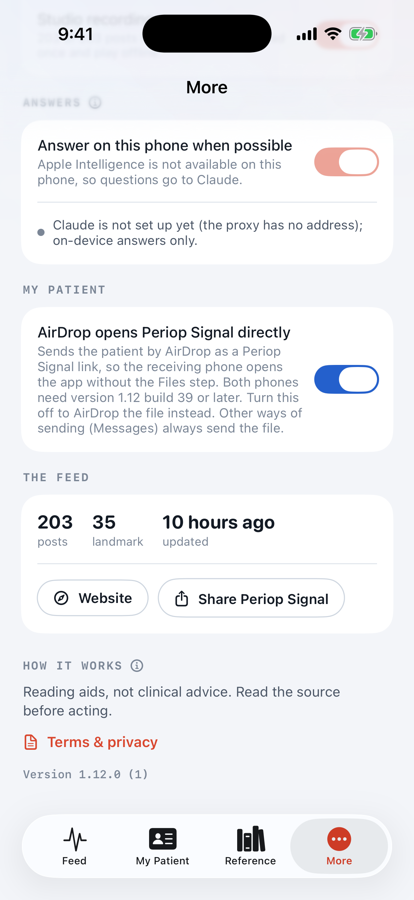 9:41
More
ANSWERS
Answer on this phone when possible
Apple Intelligence is not available on this
phone, so questions go to Claude.
Claude is not set up yet (the proxy has no address);
on-device answers only.
MY PATIENT
AirDrop opens Periop Signal directly
Sends the patient by AirDrop as a Periop
Signal link, so the receiving phone opens
the app without the Files step. Both phones
need version 1.12 build 39 or later. Turn this
off to AirDrop the file instead. Other ways of
sending (Messages) always send the file.
THE FEED
203 35 10 hours ago
posts landmark updated
Website Share Periop Signal
HOW IT WORKS
Reading aids, not clinical advice. Read the source
before acting.
Terms & privacy
Version 1.12.0 (1)
Feed My Patient Reference More